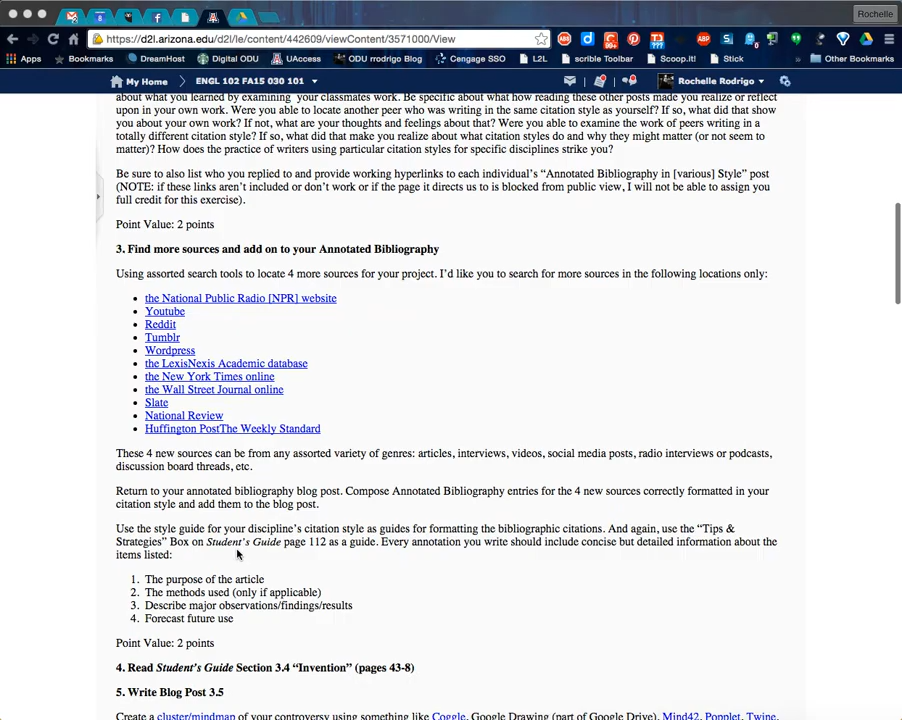 Rochelle
https://d2l.arizona.edu/d2l/le/content/442609/viewContent/3571000/View
Apps Bookmarks Digital ODU UAccess ODU rrodrigo Blog Cengage SSO L2L scrible Toolbar Scoop.it! Stick » Other Bookmarks
My Home ENGL 102 FA15 030 101 Rochelle Rodrigo
about what you learned by examining your classmates work. Be specific about what how reading these other posts made you realize or reflect
upon in your own work. Were you able to locate another peer who was writing in the same citation style as yourself? If so, what did that show
you about your own work? If not, what are your thoughts and feelings about that? Were you able to examine the work of peers writing in a
totally different citation style? If so, what did that make you realize about what citation styles do and why they might matter (or not seem to
matter)? How does the practice of writers using particular citation styles for specific disciplines strike you?
Be sure to also list who you replied to and provide working hyperlinks to each individual's “Annotated Bibliography in [various] Style” post
(NOTE: if these links aren't included or don't work or if the page it directs us to is blocked from public view, I will not be able to assign you
full credit for this exercise).
Point Value: 2 points
3. Find more sources and add on to your Annotated Bibliography
Using assorted search tools to locate 4 more sources for your project. I'd like you to search for more sources in the following locations only:
• the National Public Radio [NPR] website
• Youtube
• Reddit
• Tumblr
• Wordpress
• the LexisNexis Academic database
• the New York Times online
• the Wall Street Journal online
• Slate
• National Review
• Huffington PostThe Weekly Standard
These 4 new sources can be from any assorted variety of genres: articles, interviews, videos, social media posts, radio interviews or podcasts,
discussion board threads, etc.
Return to your annotated bibliography blog post. Compose Annotated Bibliography entries for the 4 new sources correctly formatted in your
citation style and add them to the blog post.
Use the style guide for your discipline's citation style as guides for formatting the bibliographic citations. And again, use the “Tips &
Strategies” Box on Student's Guide page 112 as a guide. Every annotation you write should include concise but detailed information about the
items listed:
1. The purpose of the article
2. The methods used (only if applicable)
3. Describe major observations/findings/results
4. Forecast future use
Point Value: 2 points
4. Read Student's Guide Section 3.4 “Invention” (pages 43-8)
5. Write Blog Post 3.5
Create a cluster/mindmap of your controversy using something like Coggle, Google Drawing (part of Google Drive), Mind42, Popplet, Twine,